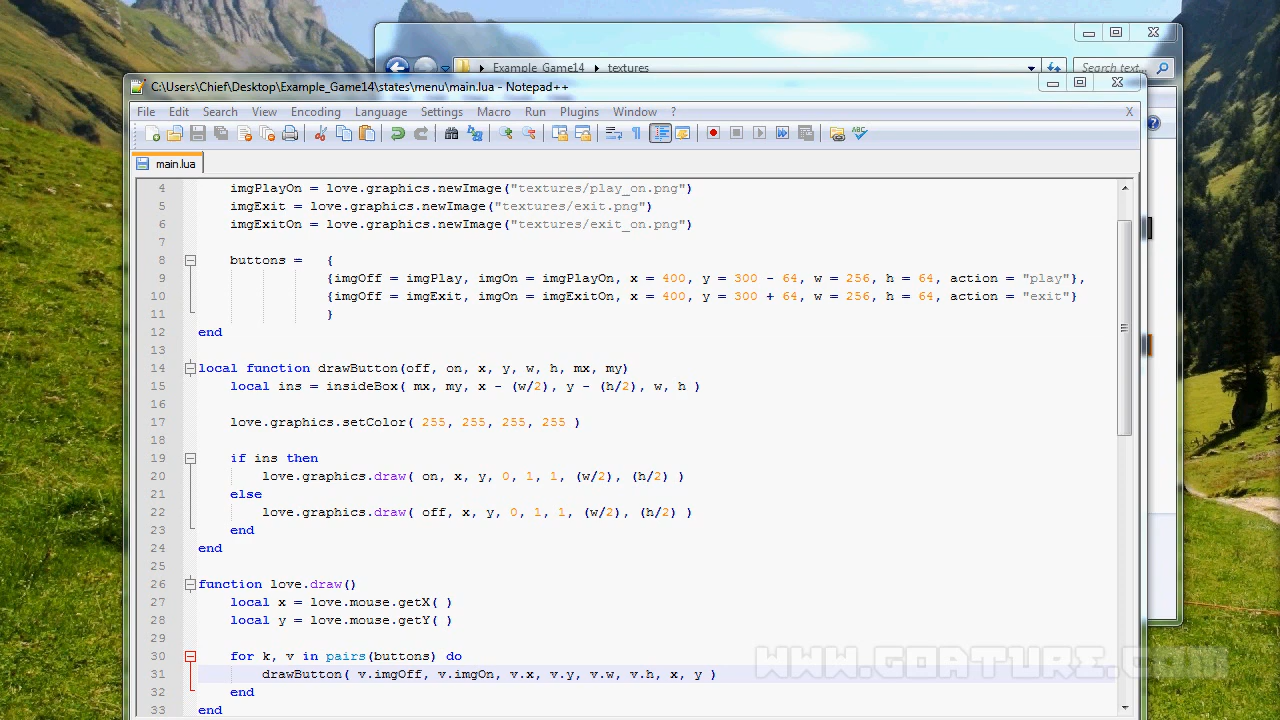 Example_Game14 textures Search text...
C:\Users\Chief\Desktop\Example_Game14\states\menu\main.lua - Notepad++
File Edit Search View Encoding Language Settings Macro Run Plugins Window ? X
ABC
main.lua
4 imgPlayOn = love.graphics.newImage("textures/play_on.png")
5 imgExit = love.graphics.newImage("textures/exit.png")
6 imgExitOn = love.graphics.newImage("textures/exit_on.png")
7
8 buttons = {
9 {imgOff = imgPlay, imgOn = imgPlayOn, x = 400, y = 300 - 64, w = 256, h = 64, action = "play"},
10 {imgOff = imgExit, imgOn = imgExitOn, x = 400, y = 300 + 64, w = 256, h = 64, action = "exit"}
11 }
12 end
13
14 local function drawButton(off, on, x, y, w, h, mx, my)
15 local ins = insideBox( mx, my, x - (w/2), y - (h/2), w, h )
16
17 love.graphics.setColor( 255, 255, 255, 255 )
18
19 if ins then
20 love.graphics.draw( on, x, y, 0, 1, 1, (w/2), (h/2) )
21 else
22 love.graphics.draw( off, x, y, 0, 1, 1, (w/2), (h/2) )
23 end
24 end
25
26 function love.draw()
27 local x = love.mouse.getX( )
28 local y = love.mouse.getY( )
29
30 for k, v in pairs(buttons) do
31 drawButton( v.imgOff, v.imgOn, v.x, v.y, v.w, v.h, x, y )
32 end
33 end
WWW.GOATURE.COM